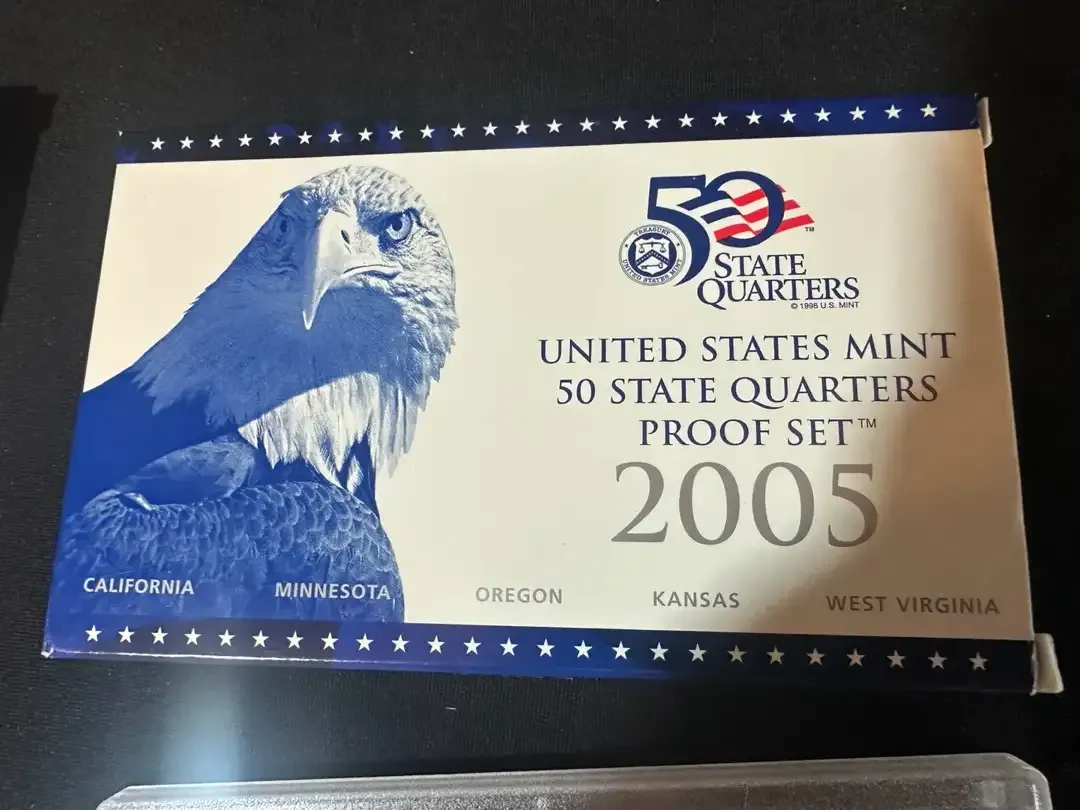 50
TM
TREASURY
UNITED STATES MINT
STATE
QUARTERS
© 1998 U.S. MINT
UNITED STATES MINT
50 STATE QUARTERS
PROOF SET™
2005
CALIFORNIA MINNESOTA OREGON KANSAS WEST VIRGINIA